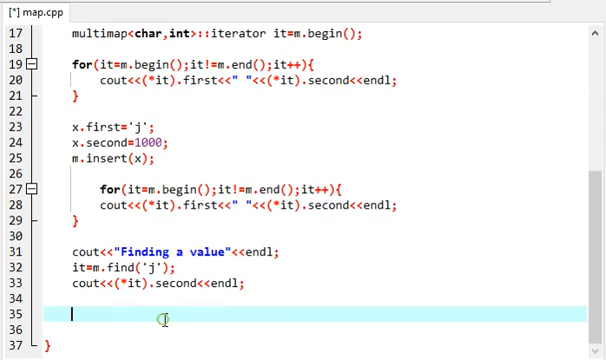 [*] map.cpp
17 multimap<char,int>::iterator it=m.begin();
18
19 for(it=m.begin();it!=m.end();it++){
20 cout<<(*it).first<<" "<<(*it).second<<endl;
21 }
22
23 x.first='j';
24 x.second=1000;
25 m.insert(x);
26
27 for(it=m.begin();it!=m.end();it++){
28 cout<<(*it).first<<" "<<(*it).second<<endl;
29 }
30
31 cout<<"Finding a value"<<endl;
32 it=m.find('j');
33 cout<<(*it).second<<endl;
34
35
36
37 }